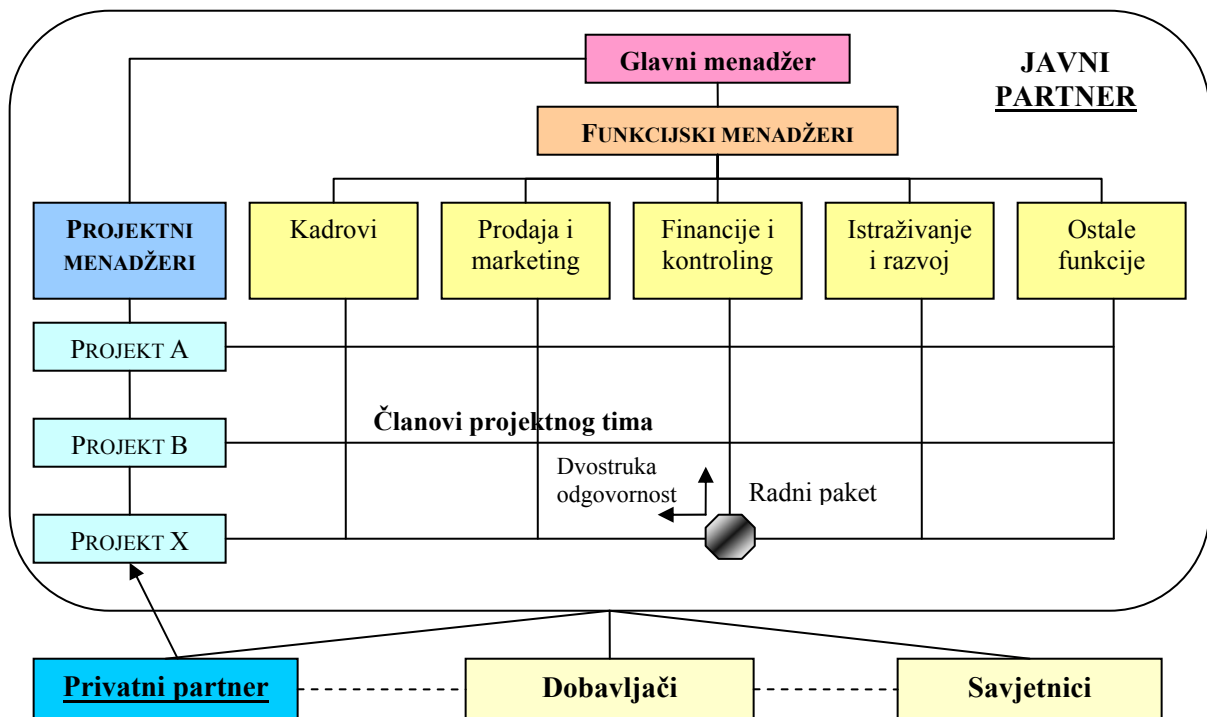 Glavni menadžer
JAVNI
PARTNER
FUNKCIJSKI MENADŽERI
PROJEKTNI
MENADŽERI
Kadrovi
Prodaja i
marketing
Financije i
kontroling
Istraživanje
i razvoj
Ostale
funkcije
PROJEKT A
Članovi projektnog tima
PROJEKT B
Dvostruka
odgovornost
Radni paket
PROJEKT X
Privatni partner
Dobavljači
Savjetnici